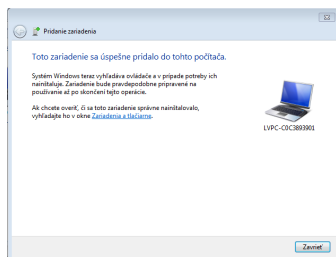 Pridanie zariadenia
Toto zariadenie sa úspešne pridalo do tohto počítača.
Systém Windows teraz vyhľadáva ovládače a v prípade potreby ich
nainštaluje. Zariadenie bude pravdepodobne pripravené na
používanie až po skončení tejto operácie.
LVPC-C0C3893901
Ak chcete overiť, či sa toto zariadenie správne nainštalovalo,
vyhľadajte ho v okne Zariadenia a tlačiarne.
Zavrieť